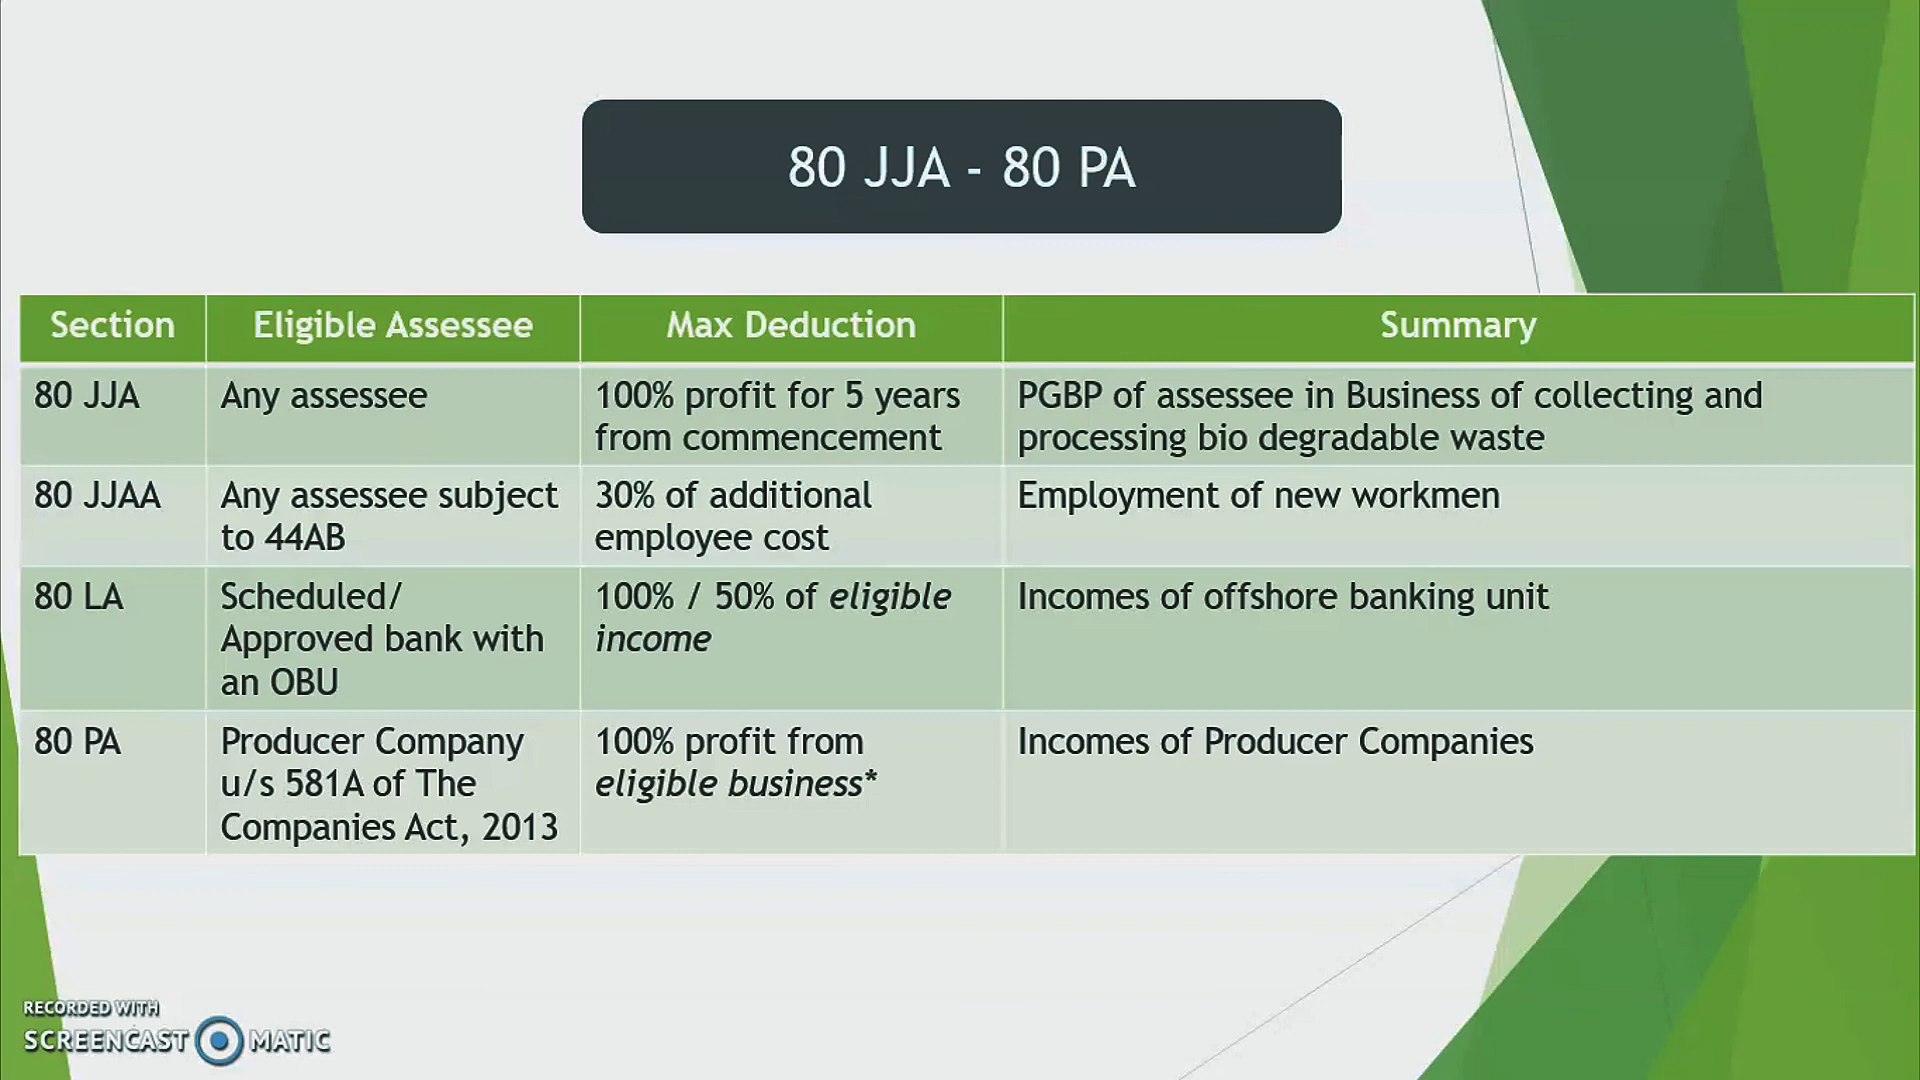 80 JJA - 80 PA
Section Eligible Assessee Max Deduction Summary
80 JJA
Any assessee
100% profit for 5 years
from commencement
PGBP of assessee in Business of collecting and
processing bio degradable waste
80 JJAA
Any assessee subject
to 44AB
30% of additional
employee cost
Employment of new workmen
80 LA
Scheduled/
Approved bank with
an OBU
100% / 50% of eligible
income
Incomes of offshore banking unit
80 PA
Producer Company
u/s 581A of The
Companies Act, 2013
100% profit from
eligible business*
Incomes of Producer Companies
RECORDED WITH
SCREENCAST MATIC